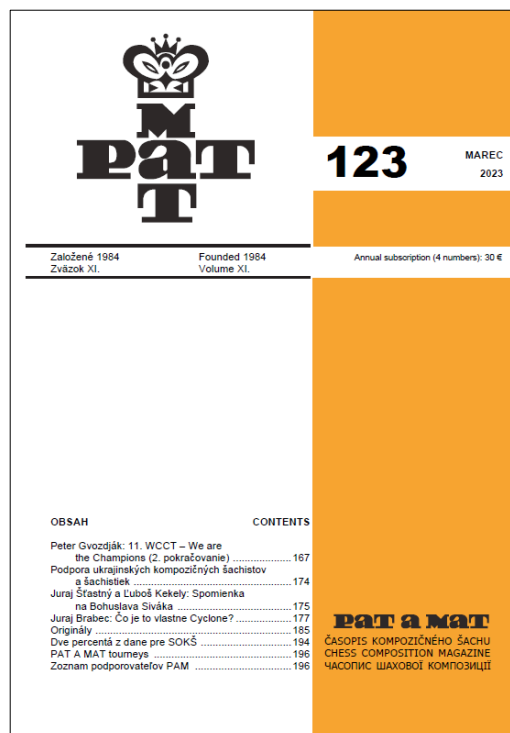 M
PAT
T
123
MAREC
2023
Založené 1984
Zväzok XI.
Founded 1984
Volume XI.
Annual subscription (4 numbers): 30 €
OBSAH CONTENTS
Peter Gvozdják: 11. WCCT – We are
the Champions (2. pokračovanie) .................... 167
Podpora ukrajinských kompozičných šachistov
a šachistiek ...................................................... 174
Juraj Šťastný a Ľuboš Kekely: Spomienka
na Bohuslava Siváka ........................................ 175
Juraj Brabec: Čo je to vlastne Cyclone? ................... 177
Originály .................................................................... 185
Dve percentá z dane pre SOKŠ ............................... 194
PAT A MAT tourneys ................................................ 196
Zoznam podporovateľov PAM ................................. 196
PAT A MAT
ČASOPIS KOMPOZIČNÉHO ŠACHU
CHESS COMPOSITION MAGAZINE
ЧАСОПИС ШАХОВОЇ КОМПОЗИЦІЇ